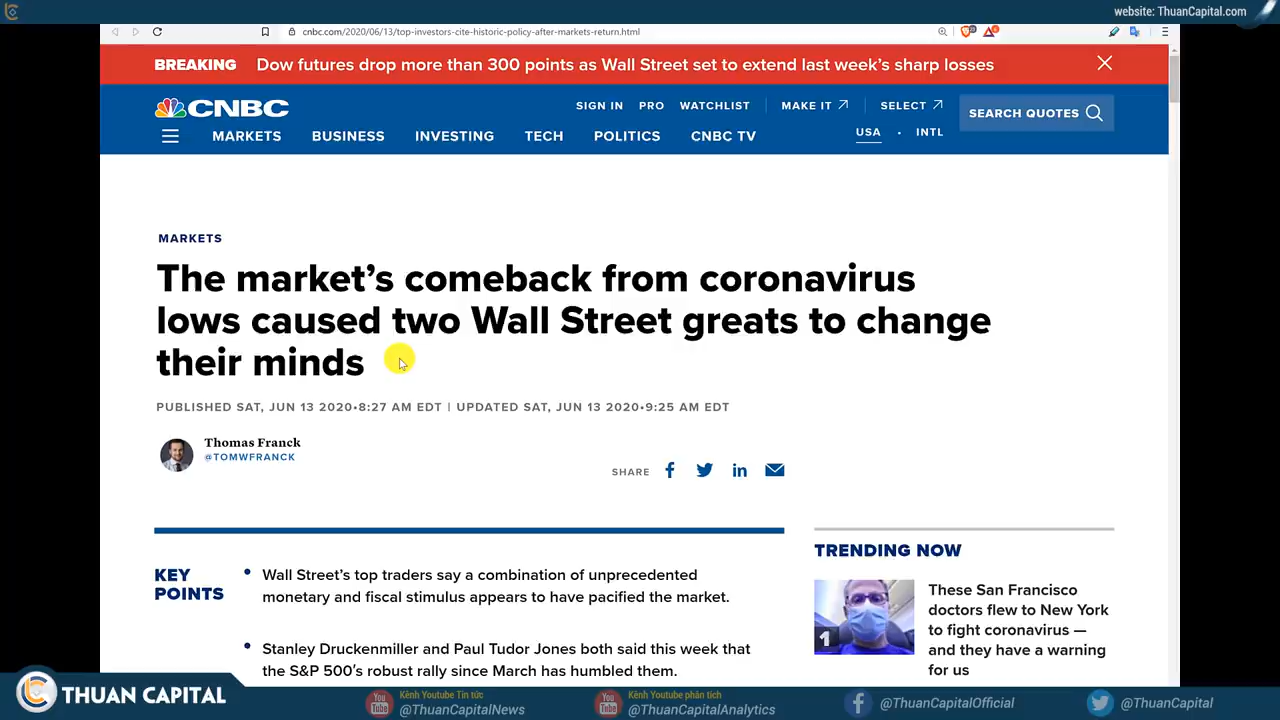 website: ThuanCapital.com
cnbc.com/2020/06/13/top-investors-cite-historic-policy-after-markets-return.html
BREAKING Dow futures drop more than 300 points as Wall Street set to extend last week's sharp losses
CNBC
SIGN IN PRO WATCHLIST MAKE IT SELECT
SEARCH QUOTES
USA · INTL
MARKETS BUSINESS INVESTING TECH POLITICS CNBC TV
MARKETS
The market's comeback from coronavirus
lows caused two Wall Street greats to change
their minds
PUBLISHED SAT, JUN 13 2020•8:27 AM EDT | UPDATED SAT, JUN 13 2020•9:25 AM EDT
Thomas Franck
@TOMWFRANCK
SHARE
KEY
POINTS
• Wall Street's top traders say a combination of unprecedented
monetary and fiscal stimulus appears to have pacified the market.
• Stanley Druckenmiller and Paul Tudor Jones both said this week that
the S&P 500's robust rally since March has humbled them.
TRENDING NOW
1
These San Francisco
doctors flew to New York
to fight coronavirus —
and they have a warning
for us
THUAN CAPITAL
You Tube
Kênh Youtube Tin tức
@ThuanCapitalNews
You Tube
Kênh Youtube phân tích
@ThuanCapitalAnalytics
@ThuanCapitalOfficial
@ThuanCapital